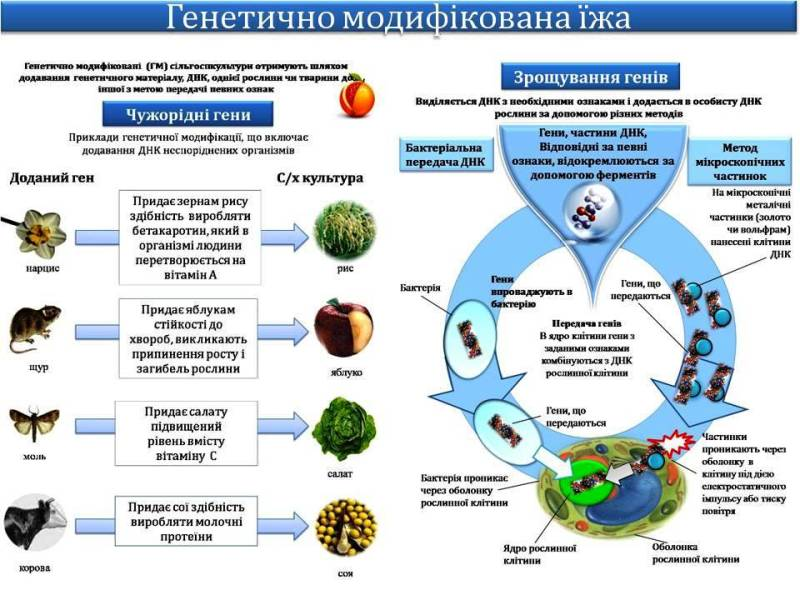 Генетично модифікована їжа
Генетично модифіковані (ГМ) сільгоспкультури отримують шляхом
додавання генетичного матеріалу, ДНК, однієї рослини чи тварини до
іншої з метою передачі певних ознак
Чужорідні гени
Приклади генетичної модифікації, що включає
додавання ДНК неспоріднених організмів
Доданий ген
С/х культура
Придає зернам рису
здібність виробляти
бетакаротин, який в
організмі людини
перетворюється на
вітамін А
нарцис
рис
Придає яблукам
стійкості до
хвороб, викликають
припинення росту і
загибель рослини
щур
яблуко
Придає салату
підвищений
рівень вмісту
вітаміну С
моль
салат
Придає сої здібність
виробляти молочні
протеїни
корова
соя
Зрощування генів
Виділяється ДНК з необхідними ознаками і додається в особисту ДНК
рослини за допомогою різних методів
Бактеріальна
передача ДНК
Гени, частини ДНК,
Відповідні за певні
ознаки, відокремлюються за
допомогою ферментів
Метод
мікроскопічних
частинок
На мікроскопічні
металічні
частинки (золото
чи вольфрам)
нанесені клітини
ДНК
Бактерія
Гени
впроваджують в
бактерію
Гени, що
передаються
Передача генів
В ядро клітини гени з
заданими ознаками
комбінуються з ДНК
рослинної клітини
Гени, що
передаються
Частинки
проникають через
оболонку в
клітину під дією
електростатичного
імпульсу або тиску
повітря
Бактерія проникає
через оболонку
рослинної клітини
Ядро рослинної
клітини
Оболонка
рослинної клітини